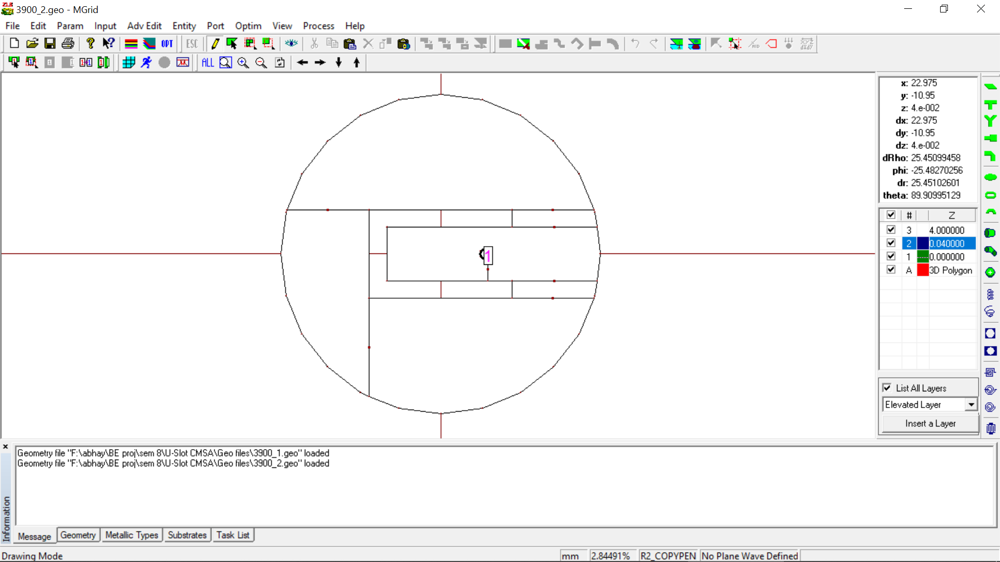 3900_2.geo - MGrid
File Edit Param Input Adv Edit Entity Port Optim View Process Help
OPT ESC
ALL
x: 22.975
y: -10.95
z: 4.e-002
dx: 22.975
dy: -10.95
dz: 4.e-002
dRho: 25.45099458
phi: -25.48270256
dr: 25.45102601
theta: 89.90995129
# Z
3 4.000000
2 0.040000
1 0.000000
A 3D Polygon
1
List All Layers
Elevated Layer
Insert a Layer
Geometry file "F:\abhay\BE proj\sem 8\U-Slot CMSA\Geo files\3900_1.geo" loaded
Geometry file "F:\abhay\BE proj\sem 8\U-Slot CMSA\Geo files\3900_2.geo" loaded
Information
Message Geometry Metallic Types Substrates Task List
Drawing Mode mm 2.84491% R2_COPYPEN No Plane Wave Defined